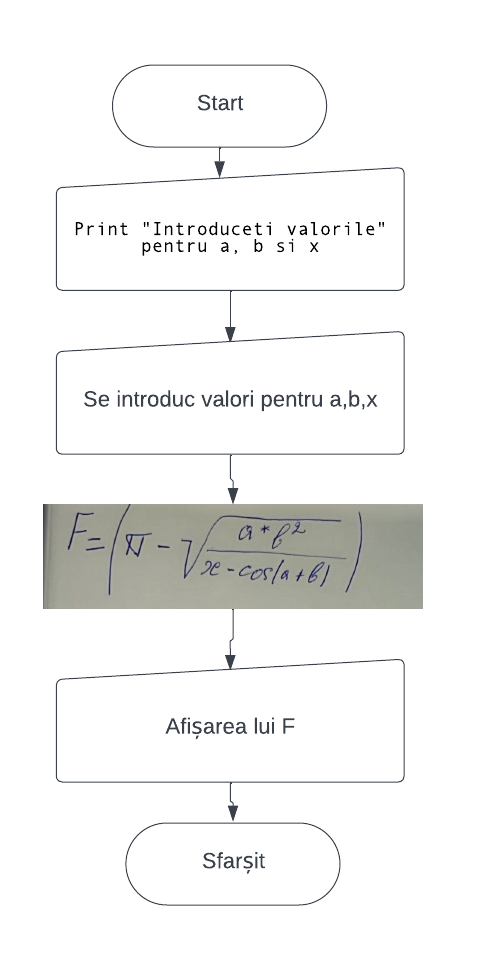 Start
Print "Introduceti valorile"
pentru a, b si x
Se introduc valori pentru a,b,x
F=(π-√(a*b²/(x-cos(a+b))))
Afișarea lui F
Sfarșit